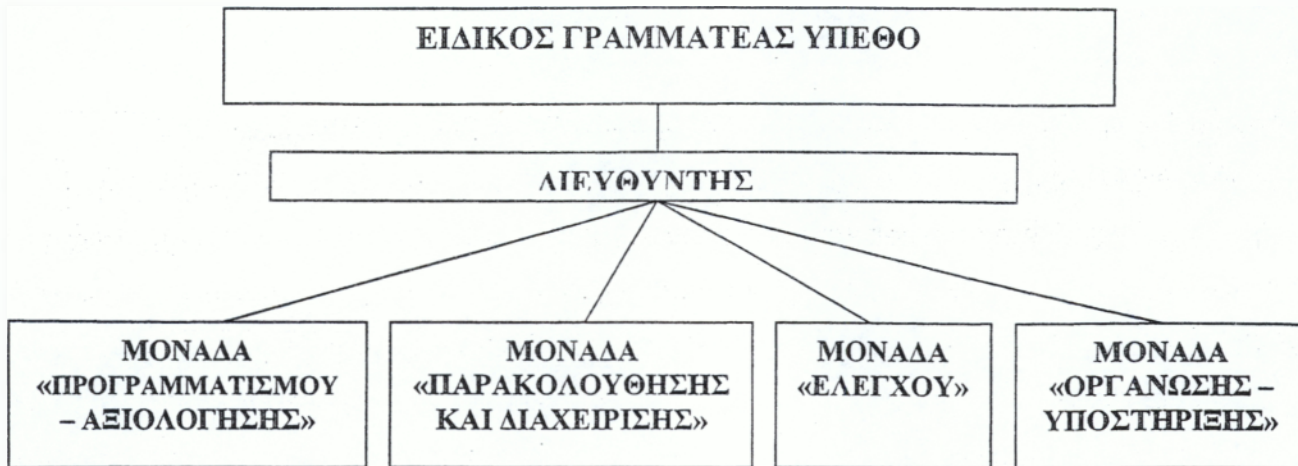 ΕΙΔΙΚΟΣ ΓΡΑΜΜΑΤΕΑΣ ΥΠΕΘΟ
ΔΙΕΥΘΥΝΤΗΣ
ΜΟΝΑΔΑ
«ΠΡΟΓΡΑΜΜΑΤΙΣΜΟΥ
– ΑΞΙΟΛΟΓΗΣΗΣ»
ΜΟΝΑΔΑ
«ΠΑΡΑΚΟΛΟΥΘΗΣΗΣ
ΚΑΙ ΔΙΑΧΕΙΡΙΣΗΣ»
ΜΟΝΑΔΑ
«ΕΛΕΓΧΟΥ»
ΜΟΝΑΔΑ
«ΟΡΓΑΝΩΣΗΣ –
ΥΠΟΣΤΗΡΙΞΗΣ»